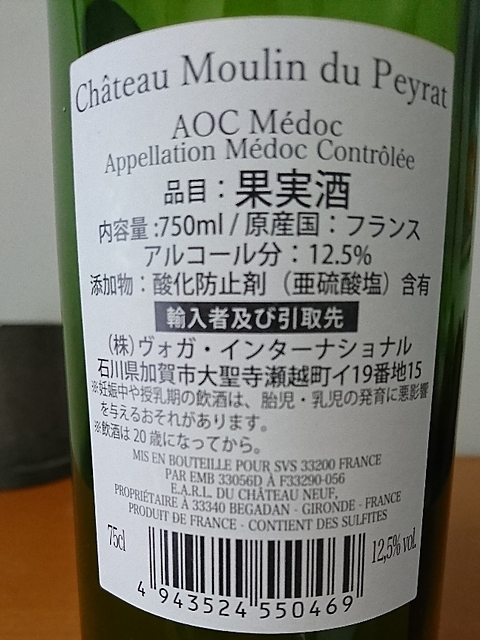 Château Moulin du Peyrat
AOC Médoc
Appellation Médoc Contrôlée
品目：果実酒
内容量:750ml / 原産国：フランス
アルコール分：12.5%
添加物：酸化防止剤（亜硫酸塩）含有
輸入者及び引取先
（株）ヴォガ・インターナショナル
石川県加賀市大聖寺瀬越町イ19番地15
※妊娠中や授乳期の飲酒は、胎児・乳児の発育に悪影響
を与えるおそれがあります。
※飲酒は20歳になってから。
MIS EN BOUTEILLE POUR SVS 33200 FRANCE
PAR EMB 33056D À F33290-056
E.A.R.L. DU CHÂTEAU NEUF,
PROPRIÉTAIRE À 33340 BEGADAN - GIRONDE - FRANCE
PRODUIT DE FRANCE - CONTIENT DES SULFITES
75cl
12,5% vol.
4 943524 550469